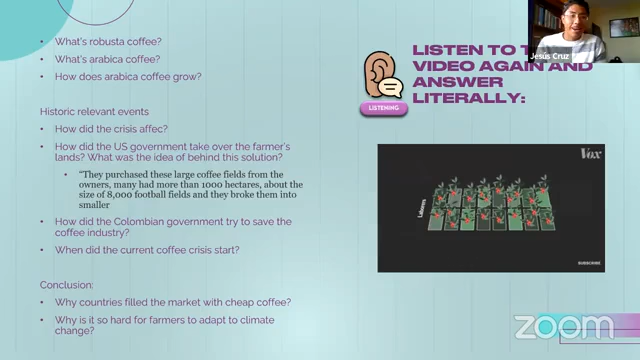 • What's robusta coffee?
• What's arabica coffee?
• How does arabica coffee grow?
Historic relevant events
• How did the crisis affec?
• How did the US government take over the farmer's
lands? What was the idea of behind this solution?
• “They purchased these large coffee fields from the
owners, many had more than 1000 hectares, about the
size of 8,000 football fields and they broke them into
smaller
• How did the Colombian government try to save the
coffee industry?
• When did the current coffee crisis start?
Conclusion:
• Why countries filled the market with cheap coffee?
• Why is it so hard for farmers to adapt to climate
change?
LISTENING
LISTEN TO T
VIDEO AGAIN AND
ANSWER
LITERALLY:
Jesús Cruz
Vox
Laborers
SUBSCRIBE
zoom